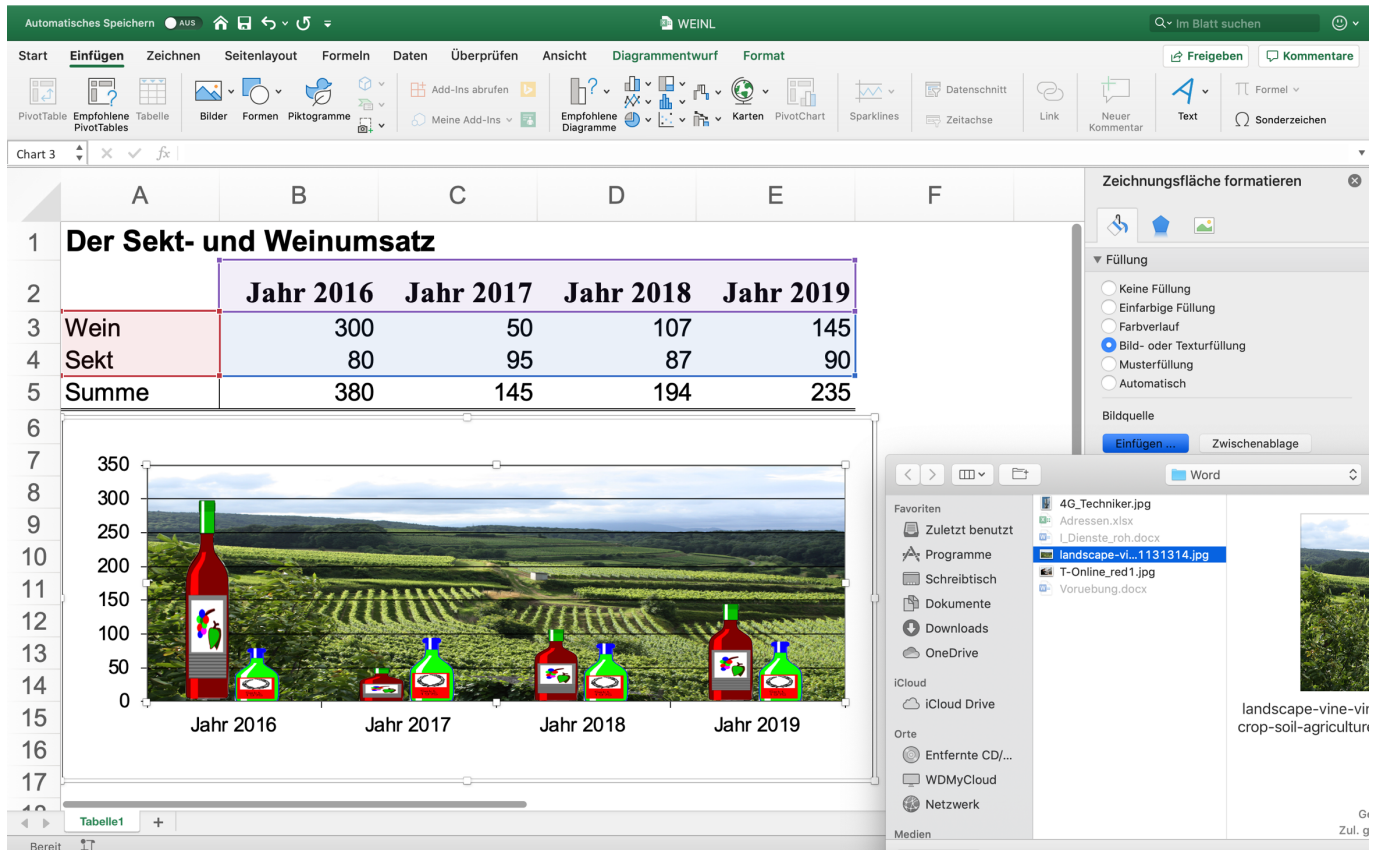 Automatisches Speichern AUS WEINL Im Blatt suchen
Start Einfügen Zeichnen Seitenlayout Formeln Daten Überprüfen Ansicht Diagrammentwurf Format Freigeben Kommentare
PivotTable Empfohlene PivotTables Tabelle Bilder Formen Piktogramme Add-Ins abrufen Meine Add-Ins Empfohlene Diagramme Karten PivotChart Sparklines Datenschnitt Zeitachse Link Neuer Kommentar Text Formel Sonderzeichen
Chart 3 fx
A B C D E F
1 Der Sekt- und Weinumsatz
2 Jahr 2016 Jahr 2017 Jahr 2018 Jahr 2019
3 Wein 300 50 107 145
4 Sekt 80 95 87 90
5 Summe 380 145 194 235
6
7
8
9
10
11
12
13
14
15
16
17
350
300
250
200
150
100
50
0
Jahr 2016 Jahr 2017 Jahr 2018 Jahr 2019
Tabelle1 +
Bereit
Zeichnungsfläche formatieren
Füllung
Keine Füllung
Einfarbige Füllung
Farbverlauf
Bild- oder Texturfüllung
Musterfüllung
Automatisch
Bildquelle
Einfügen ... Zwischenablage
Word
Favoriten
Zuletzt benutzt
Programme
Schreibtisch
Dokumente
Downloads
OneDrive
iCloud
iCloud Drive
Orte
Entfernte CD/...
WDMyCloud
Netzwerk
Medien
4G_Techniker.jpg
Adressen.xlsx
I_Dienste_roh.docx
landscape-vi...1131314.jpg
T-Online_red1.jpg
Voruebung.docx
landscape-vine-vir
crop-soil-agriculture
Zul. g